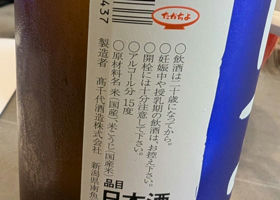 437
たかちよ
○飲酒は二十歳になってから。
○妊娠中や授乳期の飲酒は、お控え下さい。
○開栓には十分注意して下さい。
○アルコール分 15度
○原材料名 米(国産)、米こうじ(国産米)
製造者 髙千代酒造株式会社 新潟県南魚
品目
日本酒